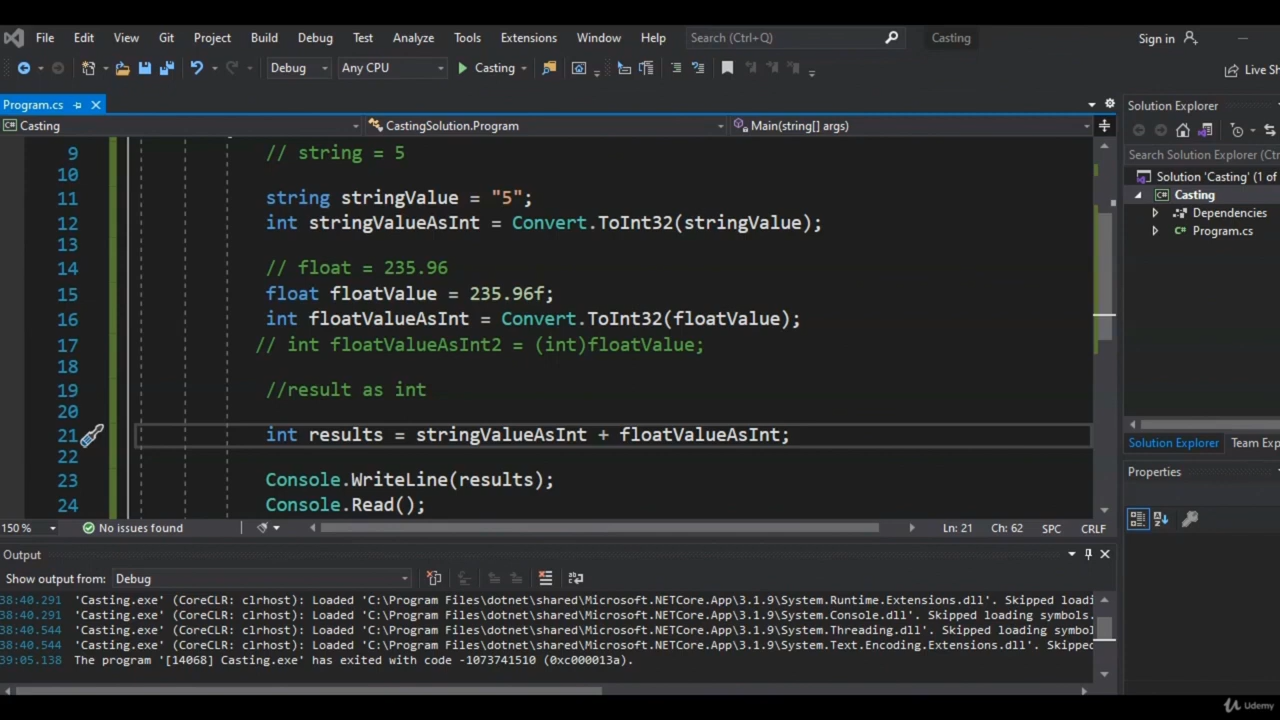 File Edit View Git Project Build Debug Test Analyze Tools Extensions Window Help Search (Ctrl+Q) Casting Sign in
Debug Any CPU Casting Live Sh
Program.cs
Solution Explorer
Casting CastingSolution.Program Main(string[] args)
Search Solution Explorer (Ctr
Solution 'Casting' (1 of
Casting
Dependencies
Program.cs
9 // string = 5
10
11 string stringValue = "5";
12 int stringValueAsInt = Convert.ToInt32(stringValue);
13
14 // float = 235.96
15 float floatValue = 235.96f;
16 int floatValueAsInt = Convert.ToInt32(floatValue);
17 // int floatValueAsInt2 = (int)floatValue;
18
19 //result as int
20
21 int results = stringValueAsInt + floatValueAsInt;
22
23 Console.WriteLine(results);
24 Console.Read();
Solution Explorer Team Exp
Properties
150 % No issues found Ln: 21 Ch: 62 SPC CRLF
Output
Show output from: Debug
38:40.291 'Casting.exe' (CoreCLR: clrhost): Loaded 'C:\Program Files\dotnet\shared\Microsoft.NETCore.App\3.1.9\System.Runtime.Extensions.dll'. Skipped loadi
38:40.291 'Casting.exe' (CoreCLR: clrhost): Loaded 'C:\Program Files\dotnet\shared\Microsoft.NETCore.App\3.1.9\System.Console.dll'. Skipped loading symbols.
38:40.544 'Casting.exe' (CoreCLR: clrhost): Loaded 'C:\Program Files\dotnet\shared\Microsoft.NETCore.App\3.1.9\System.Threading.dll'. Skipped loading symbol
38:40.544 'Casting.exe' (CoreCLR: clrhost): Loaded 'C:\Program Files\dotnet\shared\Microsoft.NETCore.App\3.1.9\System.Text.Encoding.Extensions.dll'. Skipped
39:05.138 The program '[14068] Casting.exe' has exited with code -1073741510 (0xc000013a).
Udemy